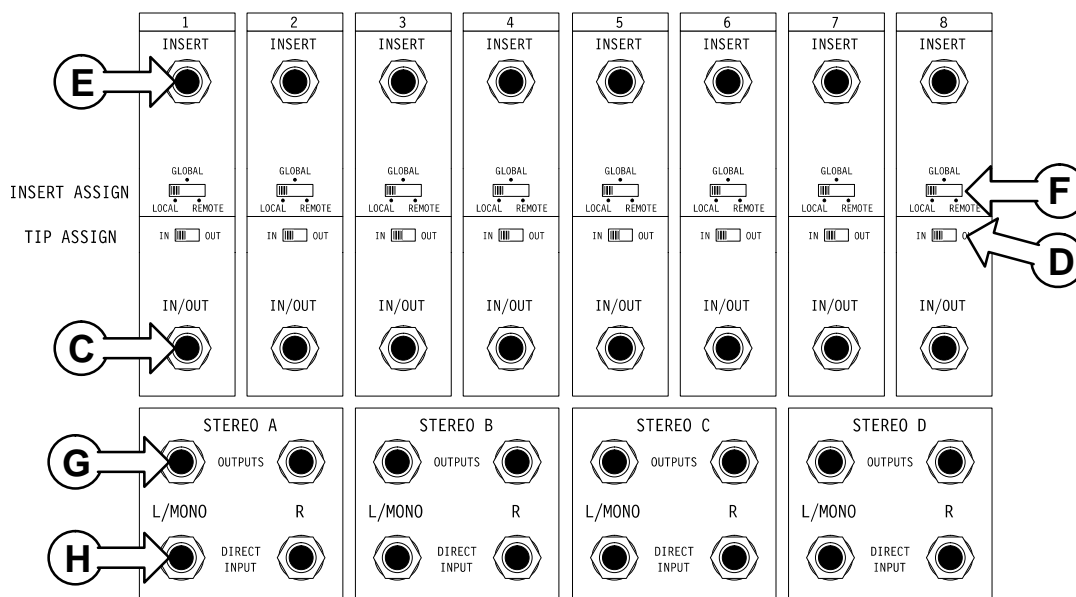 1 2 3 4 5 6 7 8
INSERT INSERT INSERT INSERT INSERT INSERT INSERT INSERT
E
GLOBAL GLOBAL GLOBAL GLOBAL GLOBAL GLOBAL GLOBAL GLOBAL
INSERT ASSIGN
F
LOCAL REMOTE LOCAL REMOTE LOCAL REMOTE LOCAL REMOTE LOCAL REMOTE LOCAL REMOTE LOCAL REMOTE LOCAL REMOTE
TIP ASSIGN IN OUT IN OUT IN OUT IN OUT IN OUT IN OUT IN OUT IN
D
IN/OUT IN/OUT IN/OUT IN/OUT IN/OUT IN/OUT IN/OUT IN/OUT
C
STEREO A STEREO B STEREO C STEREO D
G OUTPUTS OUTPUTS OUTPUTS OUTPUTS
L/MONO R L/MONO R L/MONO R L/MONO R
H
DIRECT DIRECT DIRECT DIRECT
INPUT INPUT INPUT INPUT